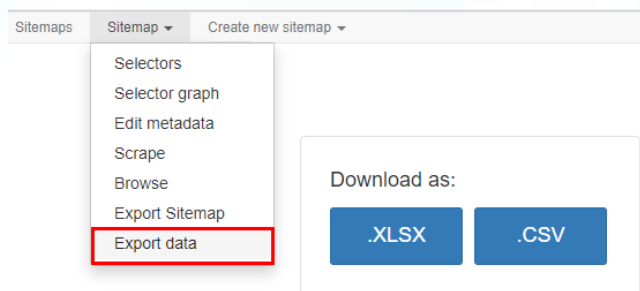 Sitemaps Sitemap Create new sitemap
Selectors
Selector graph
Edit metadata
Scrape
Browse
Export Sitemap
Export data
Download as:
.XLSX .CSV